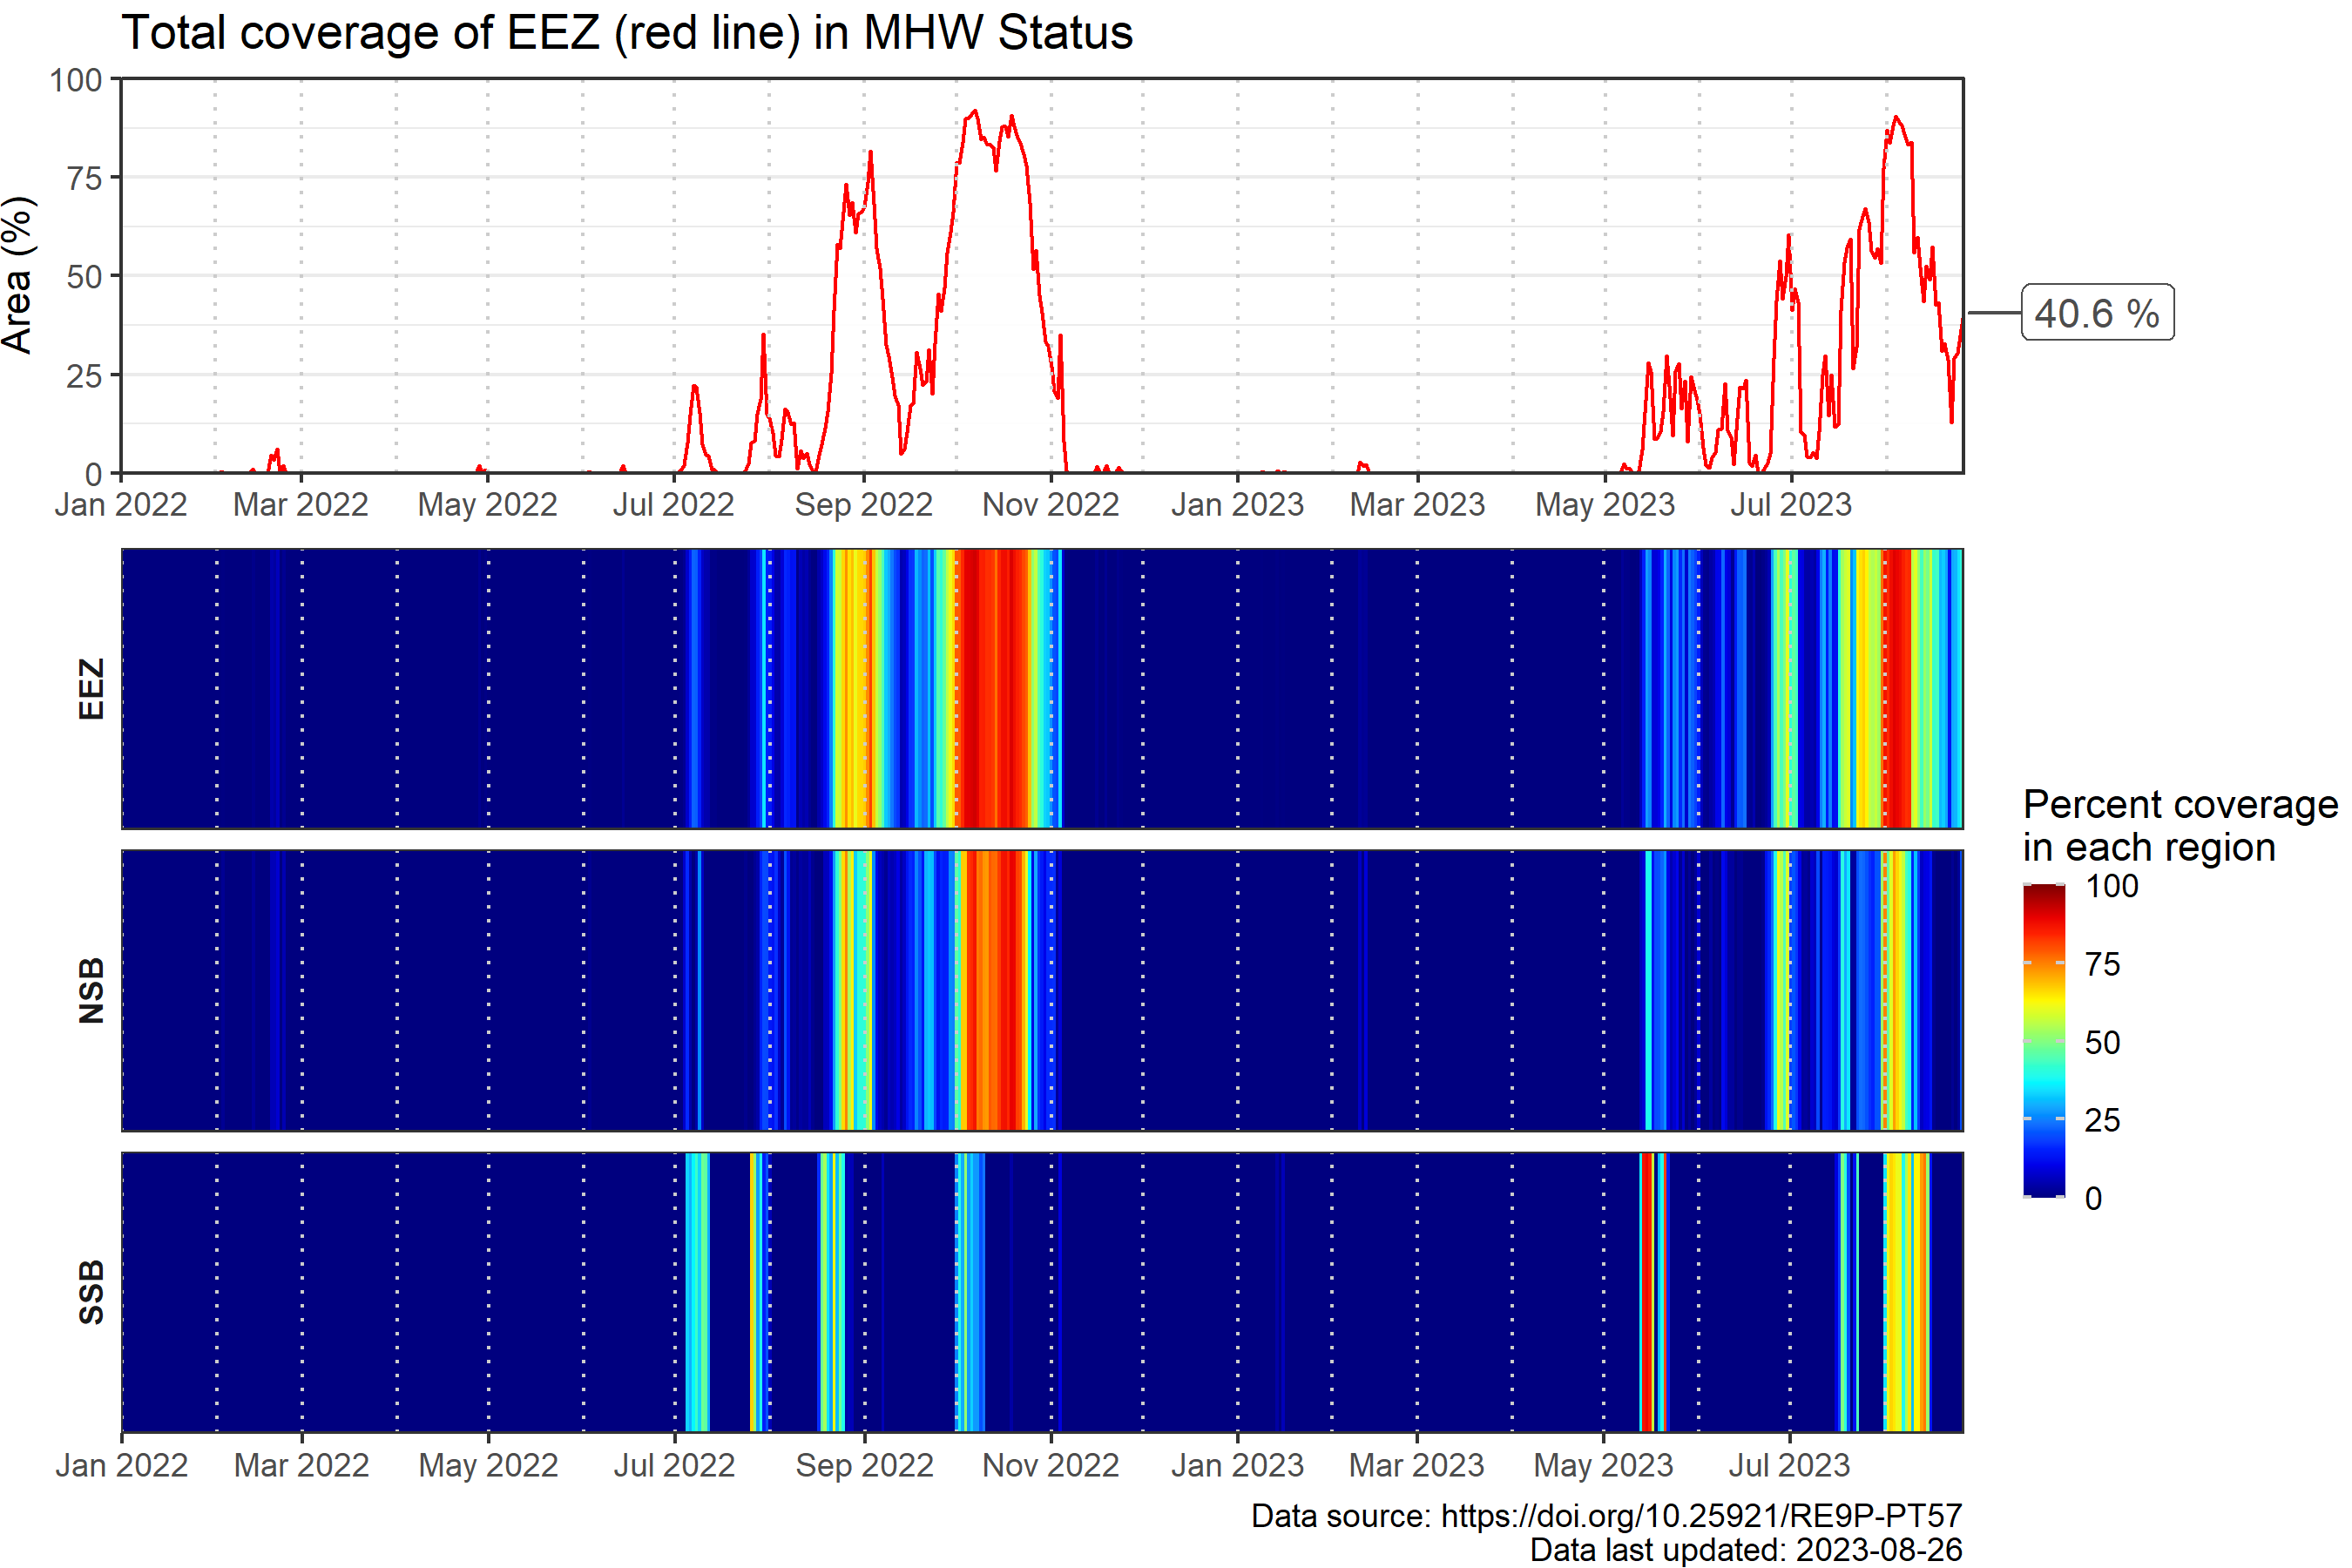 Total coverage of EEZ (red line) in MHW Status
Area (%)
100
75
50
25
0
Jan 2022 Mar 2022 May 2022 Jul 2022 Sep 2022 Nov 2022 Jan 2023 Mar 2023 May 2023 Jul 2023
40.6 %
EEZ
NSB
SSB
Percent coverage
in each region
100
75
50
25
0
Jan 2022 Mar 2022 May 2022 Jul 2022 Sep 2022 Nov 2022 Jan 2023 Mar 2023 May 2023 Jul 2023
Data source: https://doi.org/10.25921/RE9P-PT57
Data last updated: 2023-08-26